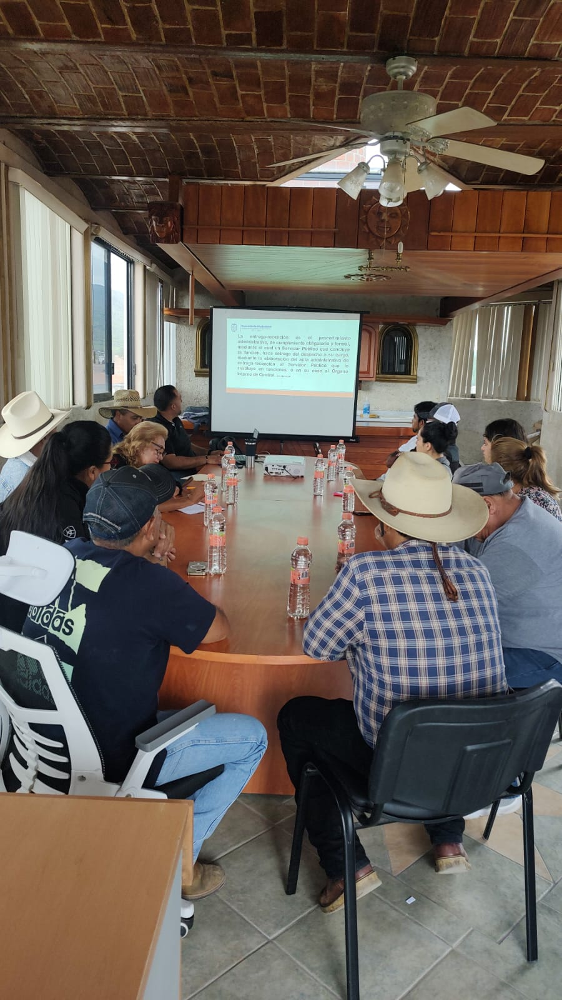 La entrega-recepción es el procedimiento
administrativo, de cumplimiento obligatorio y formal,
mediante el cual un Servidor Público que concluye
su función, hace entrega del despacho a su cargo,
mediante la elaboración del acta administrativa de
entrega-recepción al Servidor Público que lo
sustituye en funciones, o en su caso al Órgano
Interno de Control.
adidas